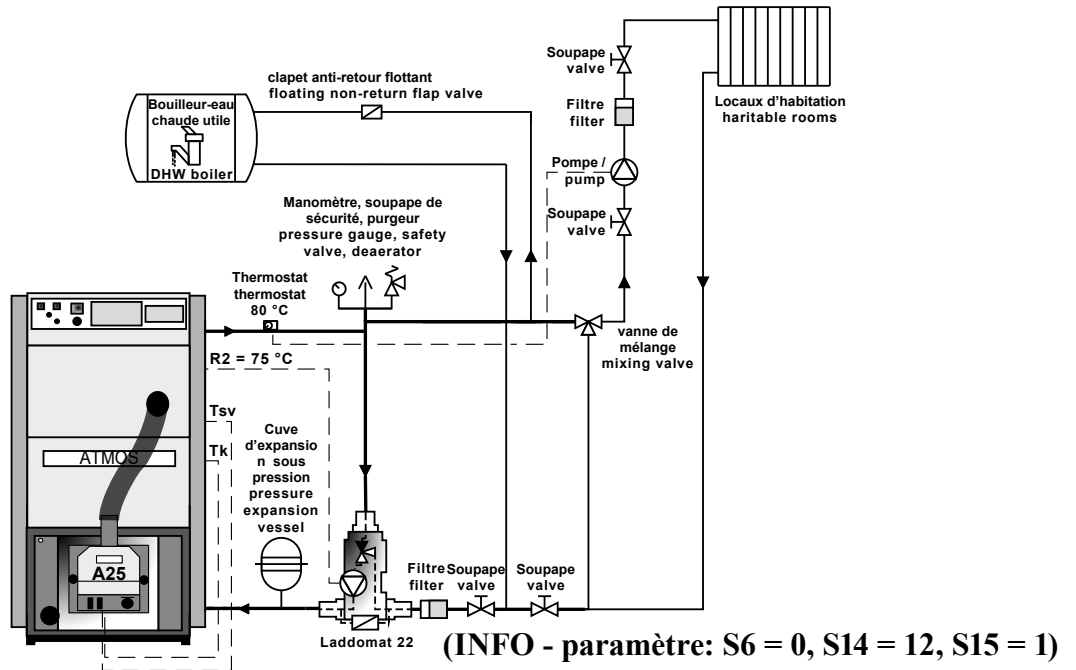 Soupape
valve
clapet anti-retour flottant
floating non-return flap valve
Bouilleur-eau
chaude utile
DHW boiler
Filtre
filter
Locaux d'habitation
haritable rooms
Pompe /
pump
Manomètre, soupape de
sécurité, purgeur
pressure gauge, safety
valve, deaerator
Soupape
valve
Thermostat
thermostat
80 °C
vanne de
mélange
mixing valve
R2 = 75 °C
Tsv
Tk
ATMOS
Cuve
d'expansio
n sous
pression
pressure
expansion
vessel
A25
Filtre
filter
Soupape
valve
Soupape
valve
Laddomat 22
(INFO - paramètre: S6 = 0, S14 = 12, S15 = 1)